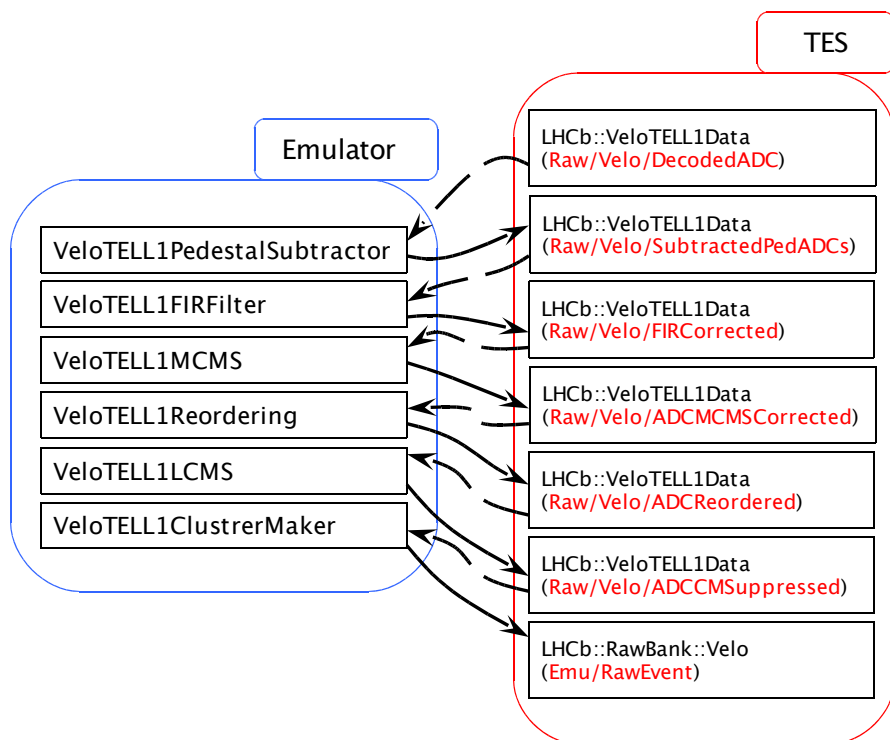 TES
Emulator
VeloTELL1PedestalSubtractor
VeloTELL1FIRFilter
VeloTELL1MCMS
VeloTELL1Reordering
VeloTELL1LCMS
VeloTELL1ClustrerMaker
LHCb::VeloTELL1Data
(Raw/Velo/DecodedADC)
LHCb::VeloTELL1Data
(Raw/Velo/SubtractedPedADCs)
LHCb::VeloTELL1Data
(Raw/Velo/FIRCorrected)
LHCb::VeloTELL1Data
(Raw/Velo/ADCMCMSCorrected)
LHCb::VeloTELL1Data
(Raw/Velo/ADCReordered)
LHCb::VeloTELL1Data
(Raw/Velo/ADCCMSuppressed)
LHCb::RawBank::Velo
(Emu/RawEvent)